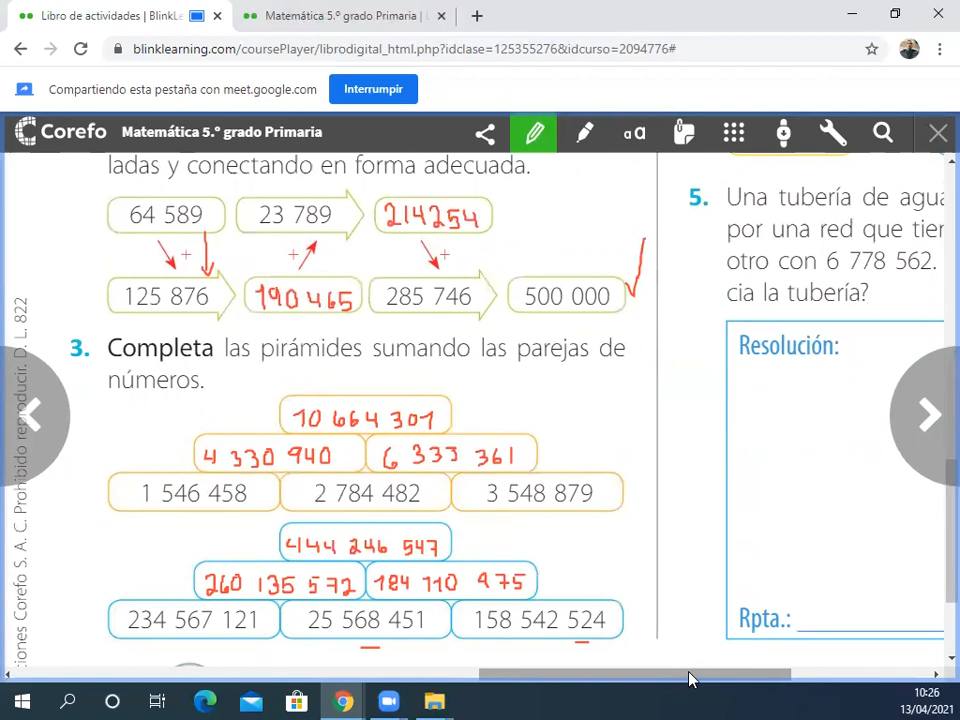 Libro de actividades | BlinkLe
Matemática 5.º grado Primaria | L
blinklearning.com/coursePlayer/librodigital_html.php?idclase=125355276&idcurso=2094776#
Compartiendo esta pestaña con meet.google.com
Interrumpir
Corefo
Matemática 5.º grado Primaria
aa
ladas y conectando en forma adecuada.
64 589
23 789
214254
+
+
+
125 876
190 465
285 746
500 000
3. Completa las pirámides sumando las parejas de
números.
10 664 301
4 330 940
6 333 361
1 546 458
2 784 482
3 548 879
444 246 547
260 135 572
184 110 975
234 567 121
25 568 451
158 542 524
ciones Corefo S. A. C. Prohibido reproducir. D. L. 822
5. Una tubería de agua
por una red que tien
otro con 6 778 562.
cia la tubería?
Resolución:
Rpta.:
10:26
13/04/2021